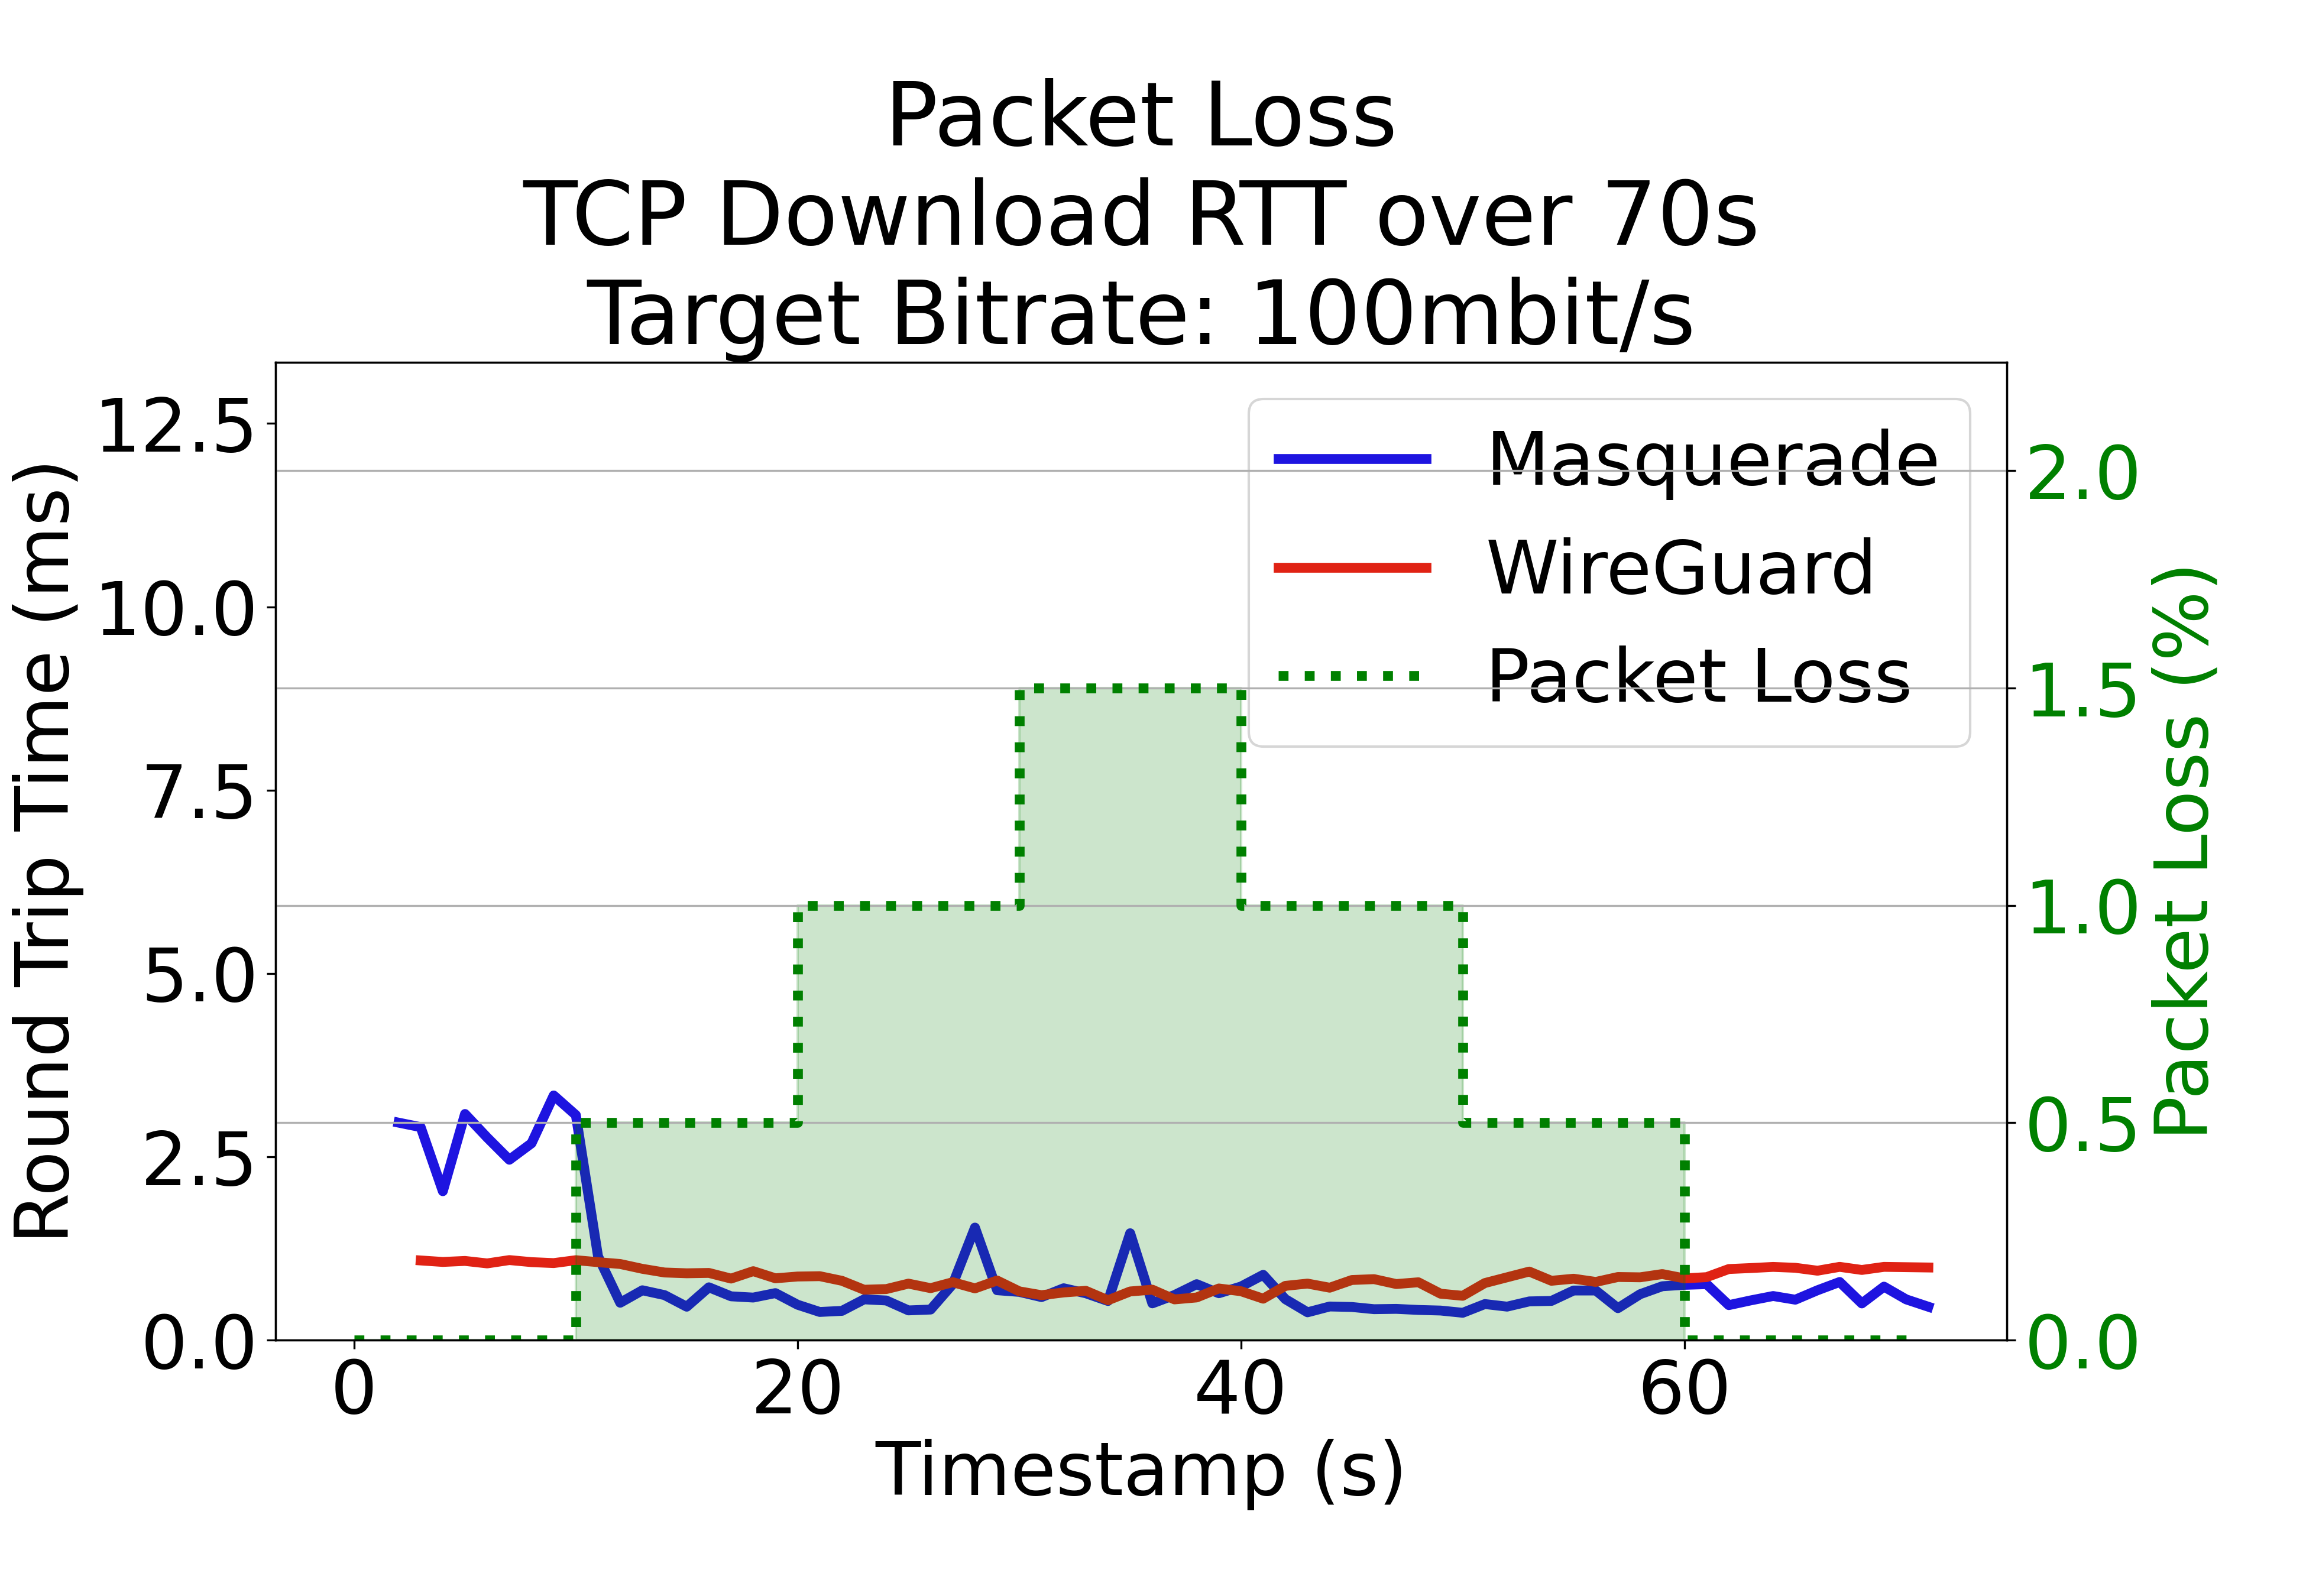 Packet Loss
TCP Download RTT over 70s
Target Bitrate: 100mbit/s
Round Trip Time (ms)
12.5
10.0
7.5
5.0
2.5
0.0
Masquerade
WireGuard
Packet Loss
2.0
1.5
1.0
0.5
0.0
Packet Loss (%)
0 20 40 60
Timestamp (s)